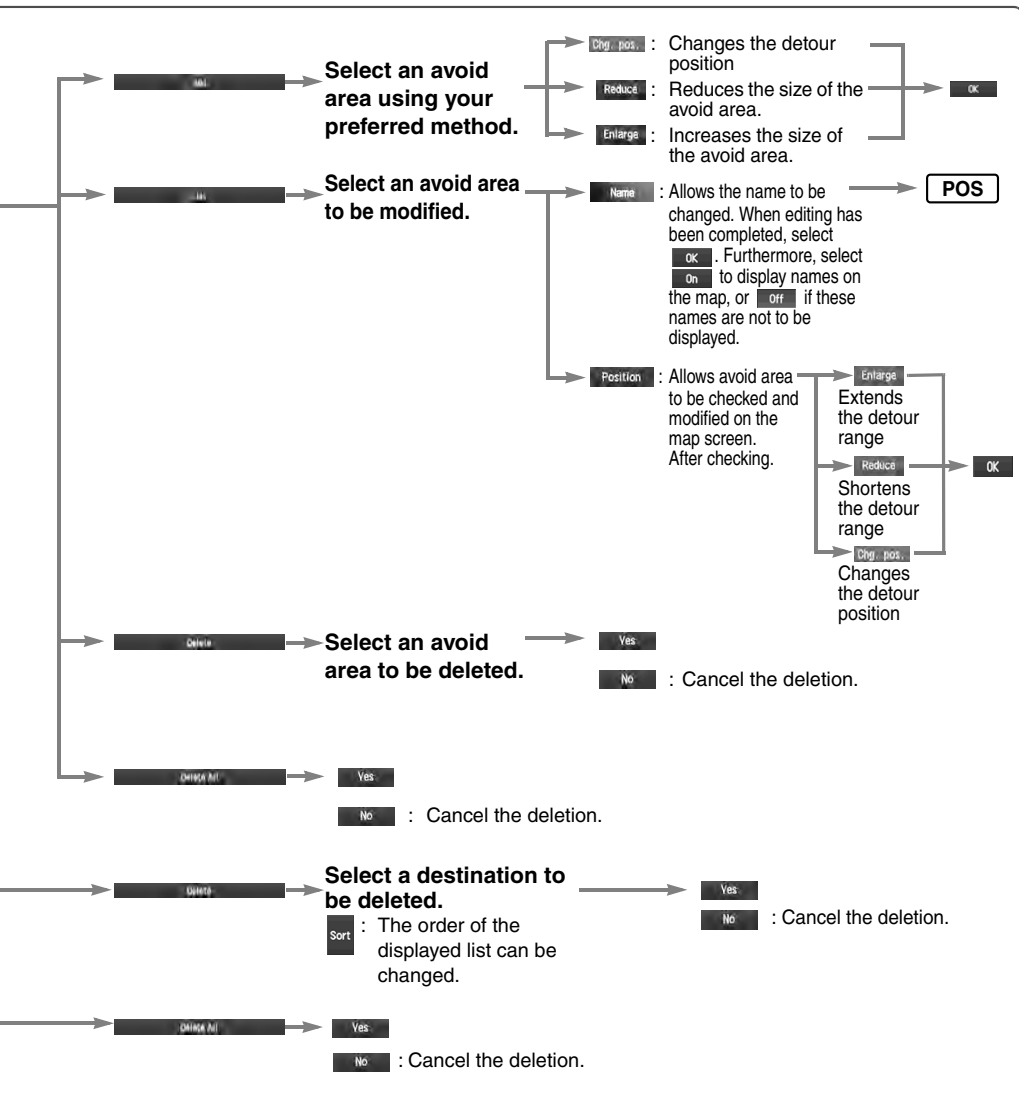 Select an avoid
area using your
preferred method.
Chg. pos. : Changes the detour
position
Reduce : Reduces the size of the
avoid area.
Enlarge : Increases the size of
the avoid area.
OK
Select an avoid area
to be modified.
Name : Allows the name to be
changed. When editing has
been completed, select
OK . Furthermore, select
On to display names on
the map, or Off if these
names are not to be
displayed.
POS
Position : Allows avoid area
to be checked and
modified on the
map screen.
After checking.
Enlarge
Extends
the detour
range
Reduce
Shortens
the detour
range
Chg. pos.
Changes
the detour
position
OK
Delete
Select an avoid
area to be deleted.
Yes
No : Cancel the deletion.
Delete All
Yes
No : Cancel the deletion.
Delete
Select a destination to
be deleted.
Sort : The order of the
displayed list can be
changed.
Yes
No : Cancel the deletion.
Delete All
Yes
No : Cancel the deletion.